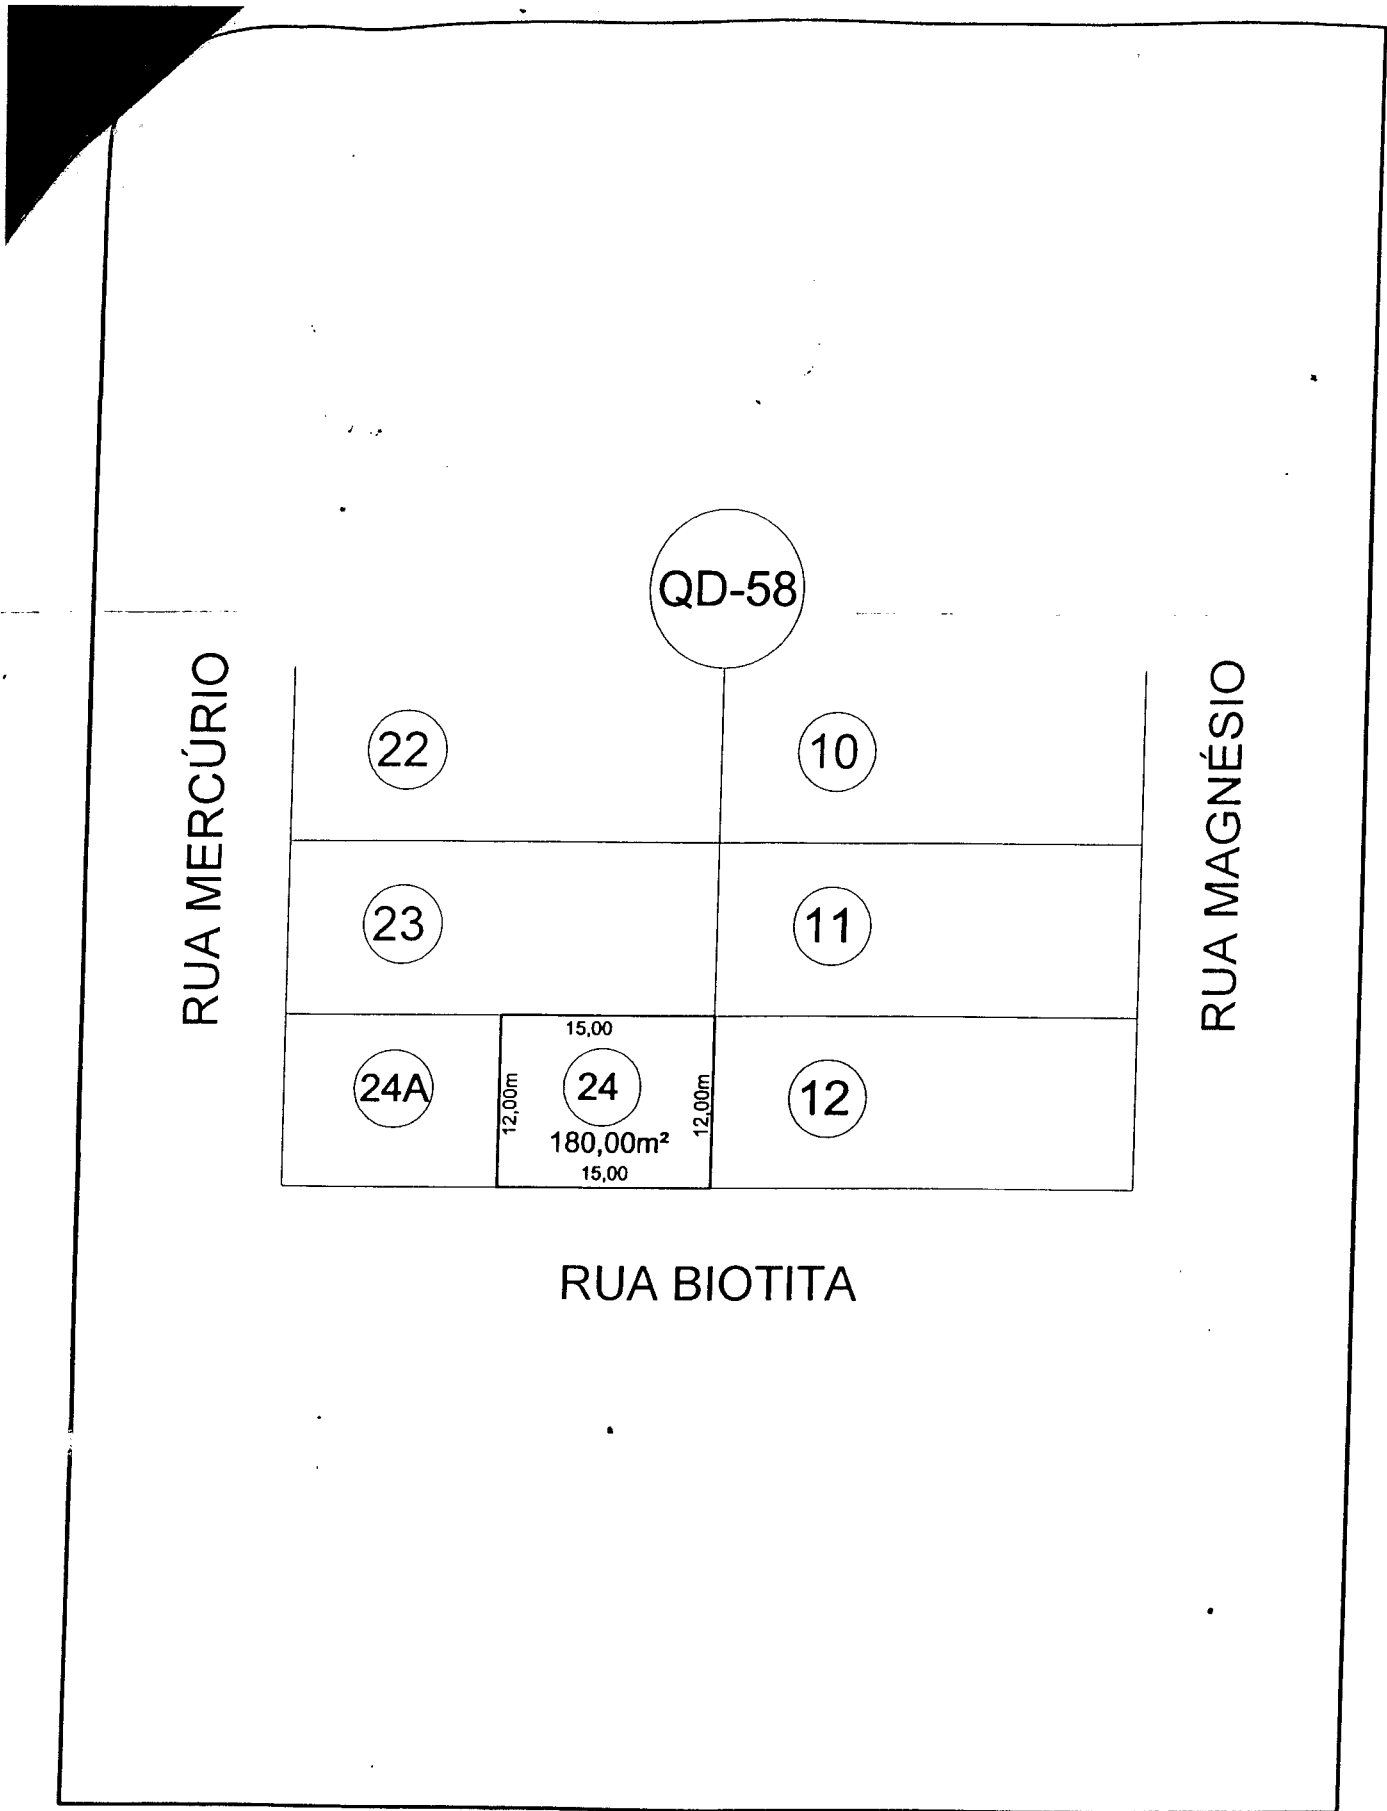 QD-58
RUA MERCÚRIO
22
10
RUA MAGNÉSIO
23
11
15,00
24A
12,00m
24
12,00m
12
180,00m²
15,00
RUA BIOTITA